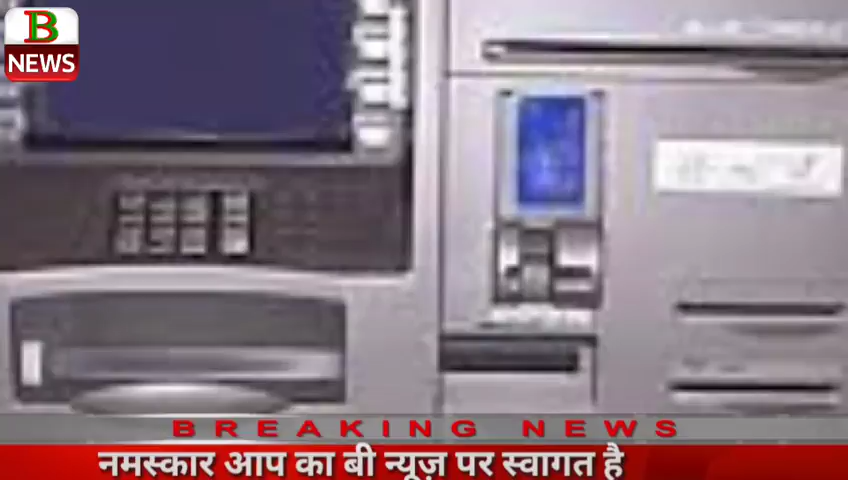 B
NEWS
BREAKING NEWS
नमस्कार आप का बी न्यूज़ पर स्वागत है